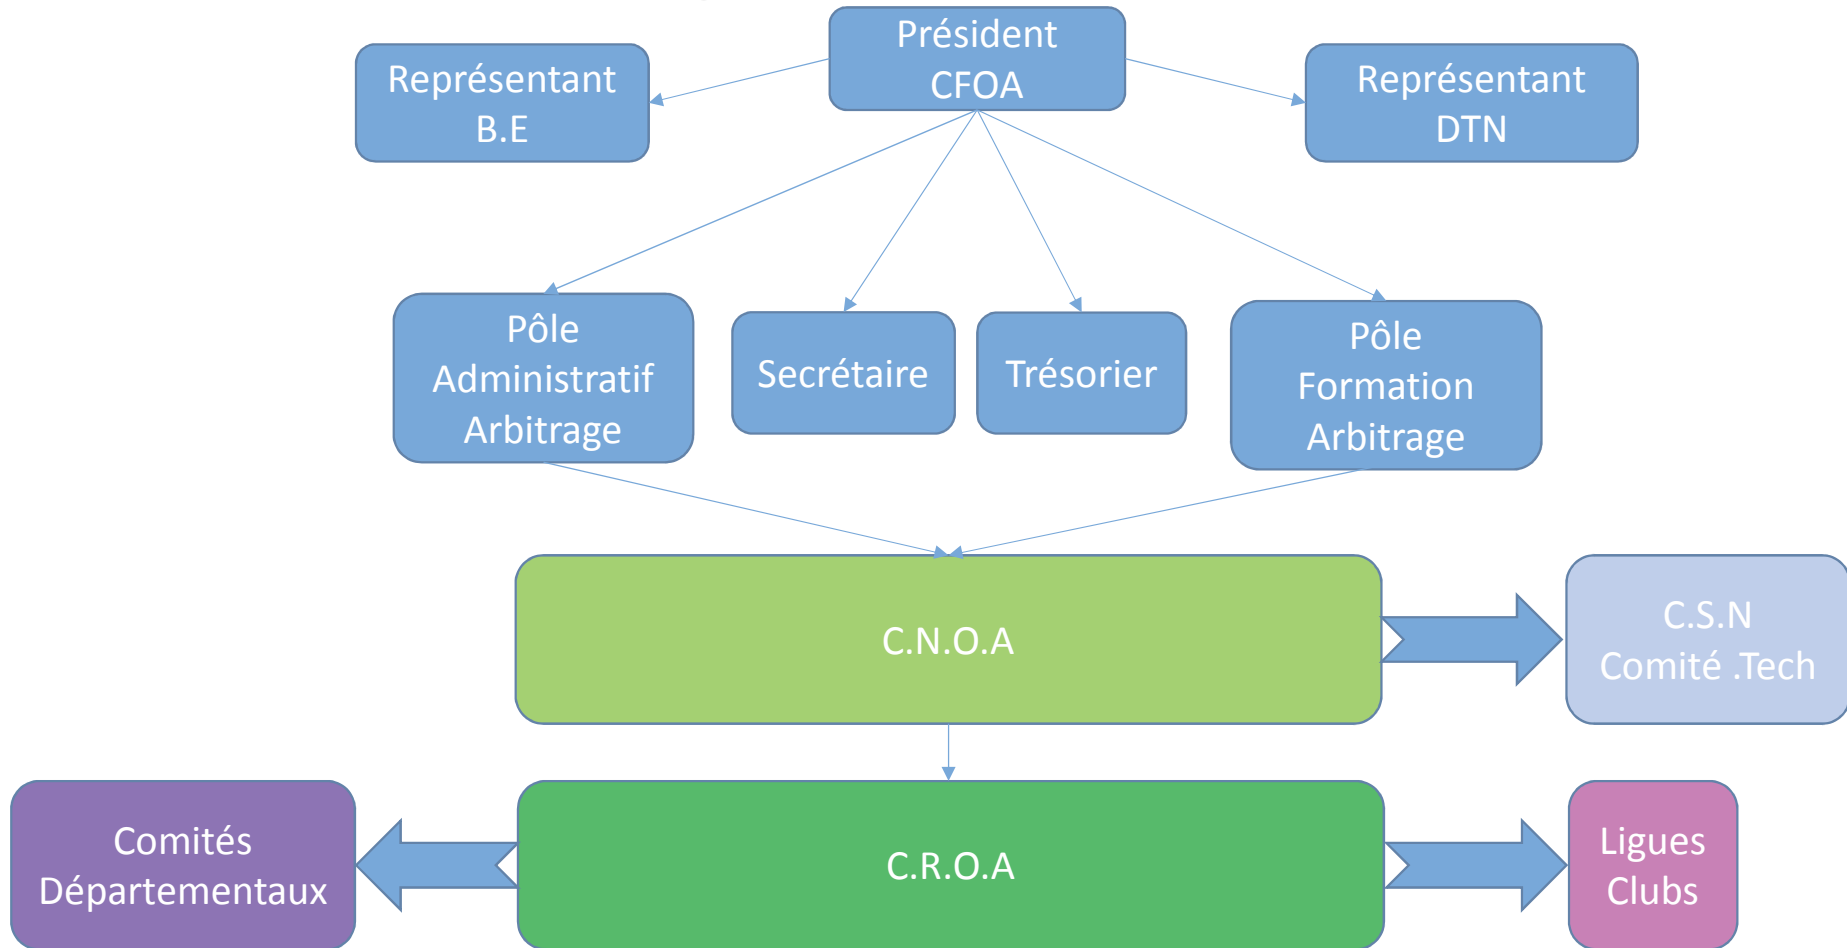 Président
CFOA
Représentant
B.E
Représentant
DTN
Pôle
Administratif
Arbitrage
Secrétaire
Trésorier
Pôle
Formation
Arbitrage
C.N.O.A
C.S.N
Comité .Tech
Comités
Départementaux
C.R.O.A
Ligues
Clubs